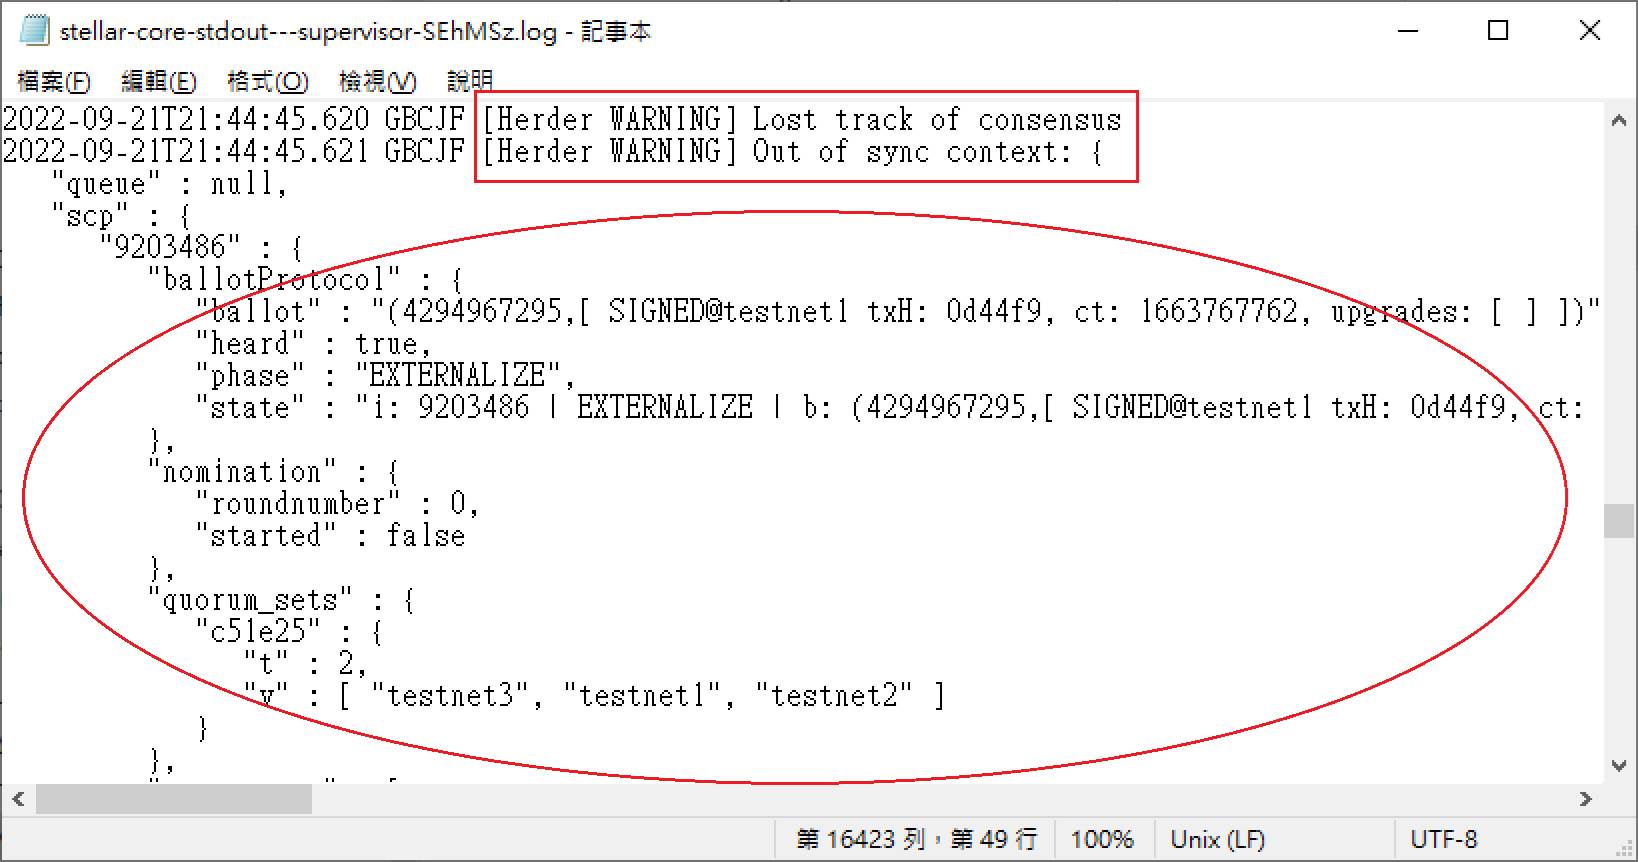 stellar-core-stdout---supervisor-SEhMSz.log - 記事本
檔案(F) 編輯(E) 格式(O) 檢視(V) 說明
2022-09-21T21:44:45.620 GBCJF [Herder WARNING] Lost track of consensus
2022-09-21T21:44:45.621 GBCJF [Herder WARNING] Out of sync context: {
"queue" : null,
"scp" : {
"9203486" : {
"ballotProtocol" : {
"ballot" : "(4294967295,[ SIGNED@testnet1 txH: 0d44f9, ct: 1663767762, upgrades: [ ] ])"
"heard" : true,
"phase" : "EXTERNALIZE",
"state" : "i: 9203486 | EXTERNALIZE | b: (4294967295,[ SIGNED@testnet1 txH: 0d44f9, ct:
},
"nomination" : {
"roundnumber" : 0,
"started" : false
},
"quorum_sets" : {
"c51e25" : {
"t" : 2,
"v" : [ "testnet3", "testnet1", "testnet2" ]
}
},
第 16423 列，第 49 行 100% Unix (LF) UTF-8